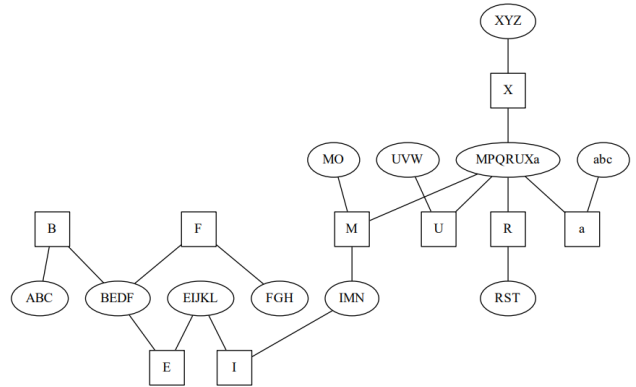 XYZ
X
MO UVW MPQRUXa abc
B F M U R a
ABC BEDF EIJKL FGH IMN RST
E I